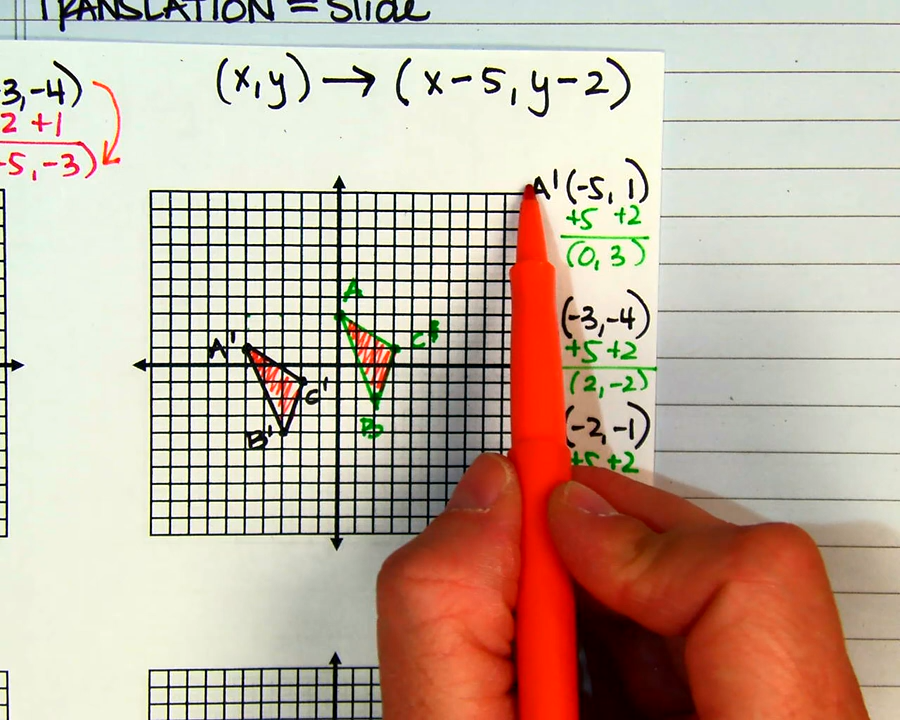 TRANSLATION = Slide
(x,y) → (x-5, y-2)
3,-4)
2 +1
-5, -3)
A'(-5, 1)
+5 +2
(0, 3)
(-3,-4)
+5 +2
(2, -2)
(-2, -1)
+5 +2
A
C'
B
A'
C'
B'